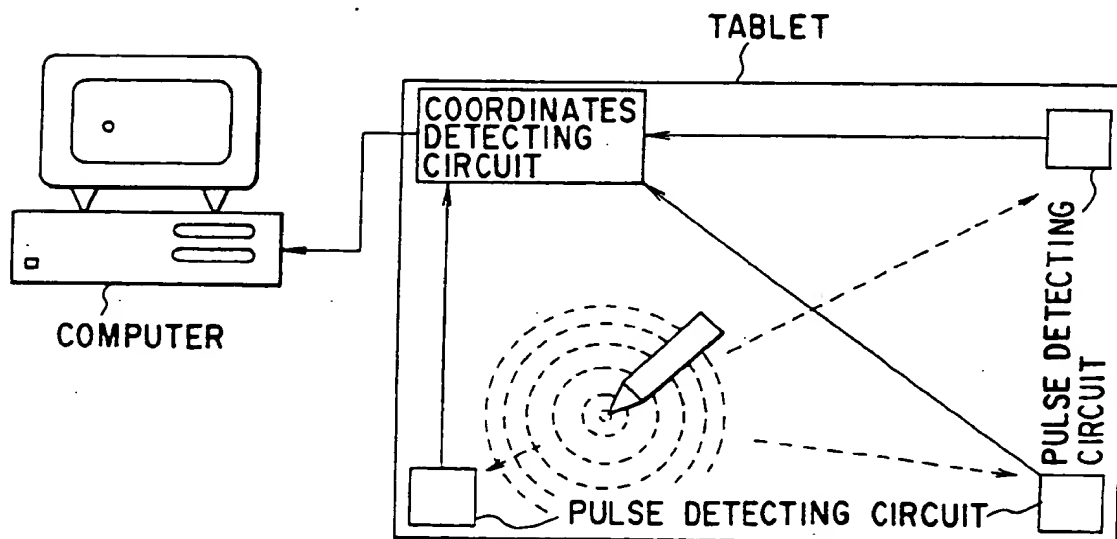 TABLET
COORDINATES
DETECTING
CIRCUIT
COMPUTER
PULSE DETECTING
CIRCUIT
PULSE DETECTING CIRCUIT